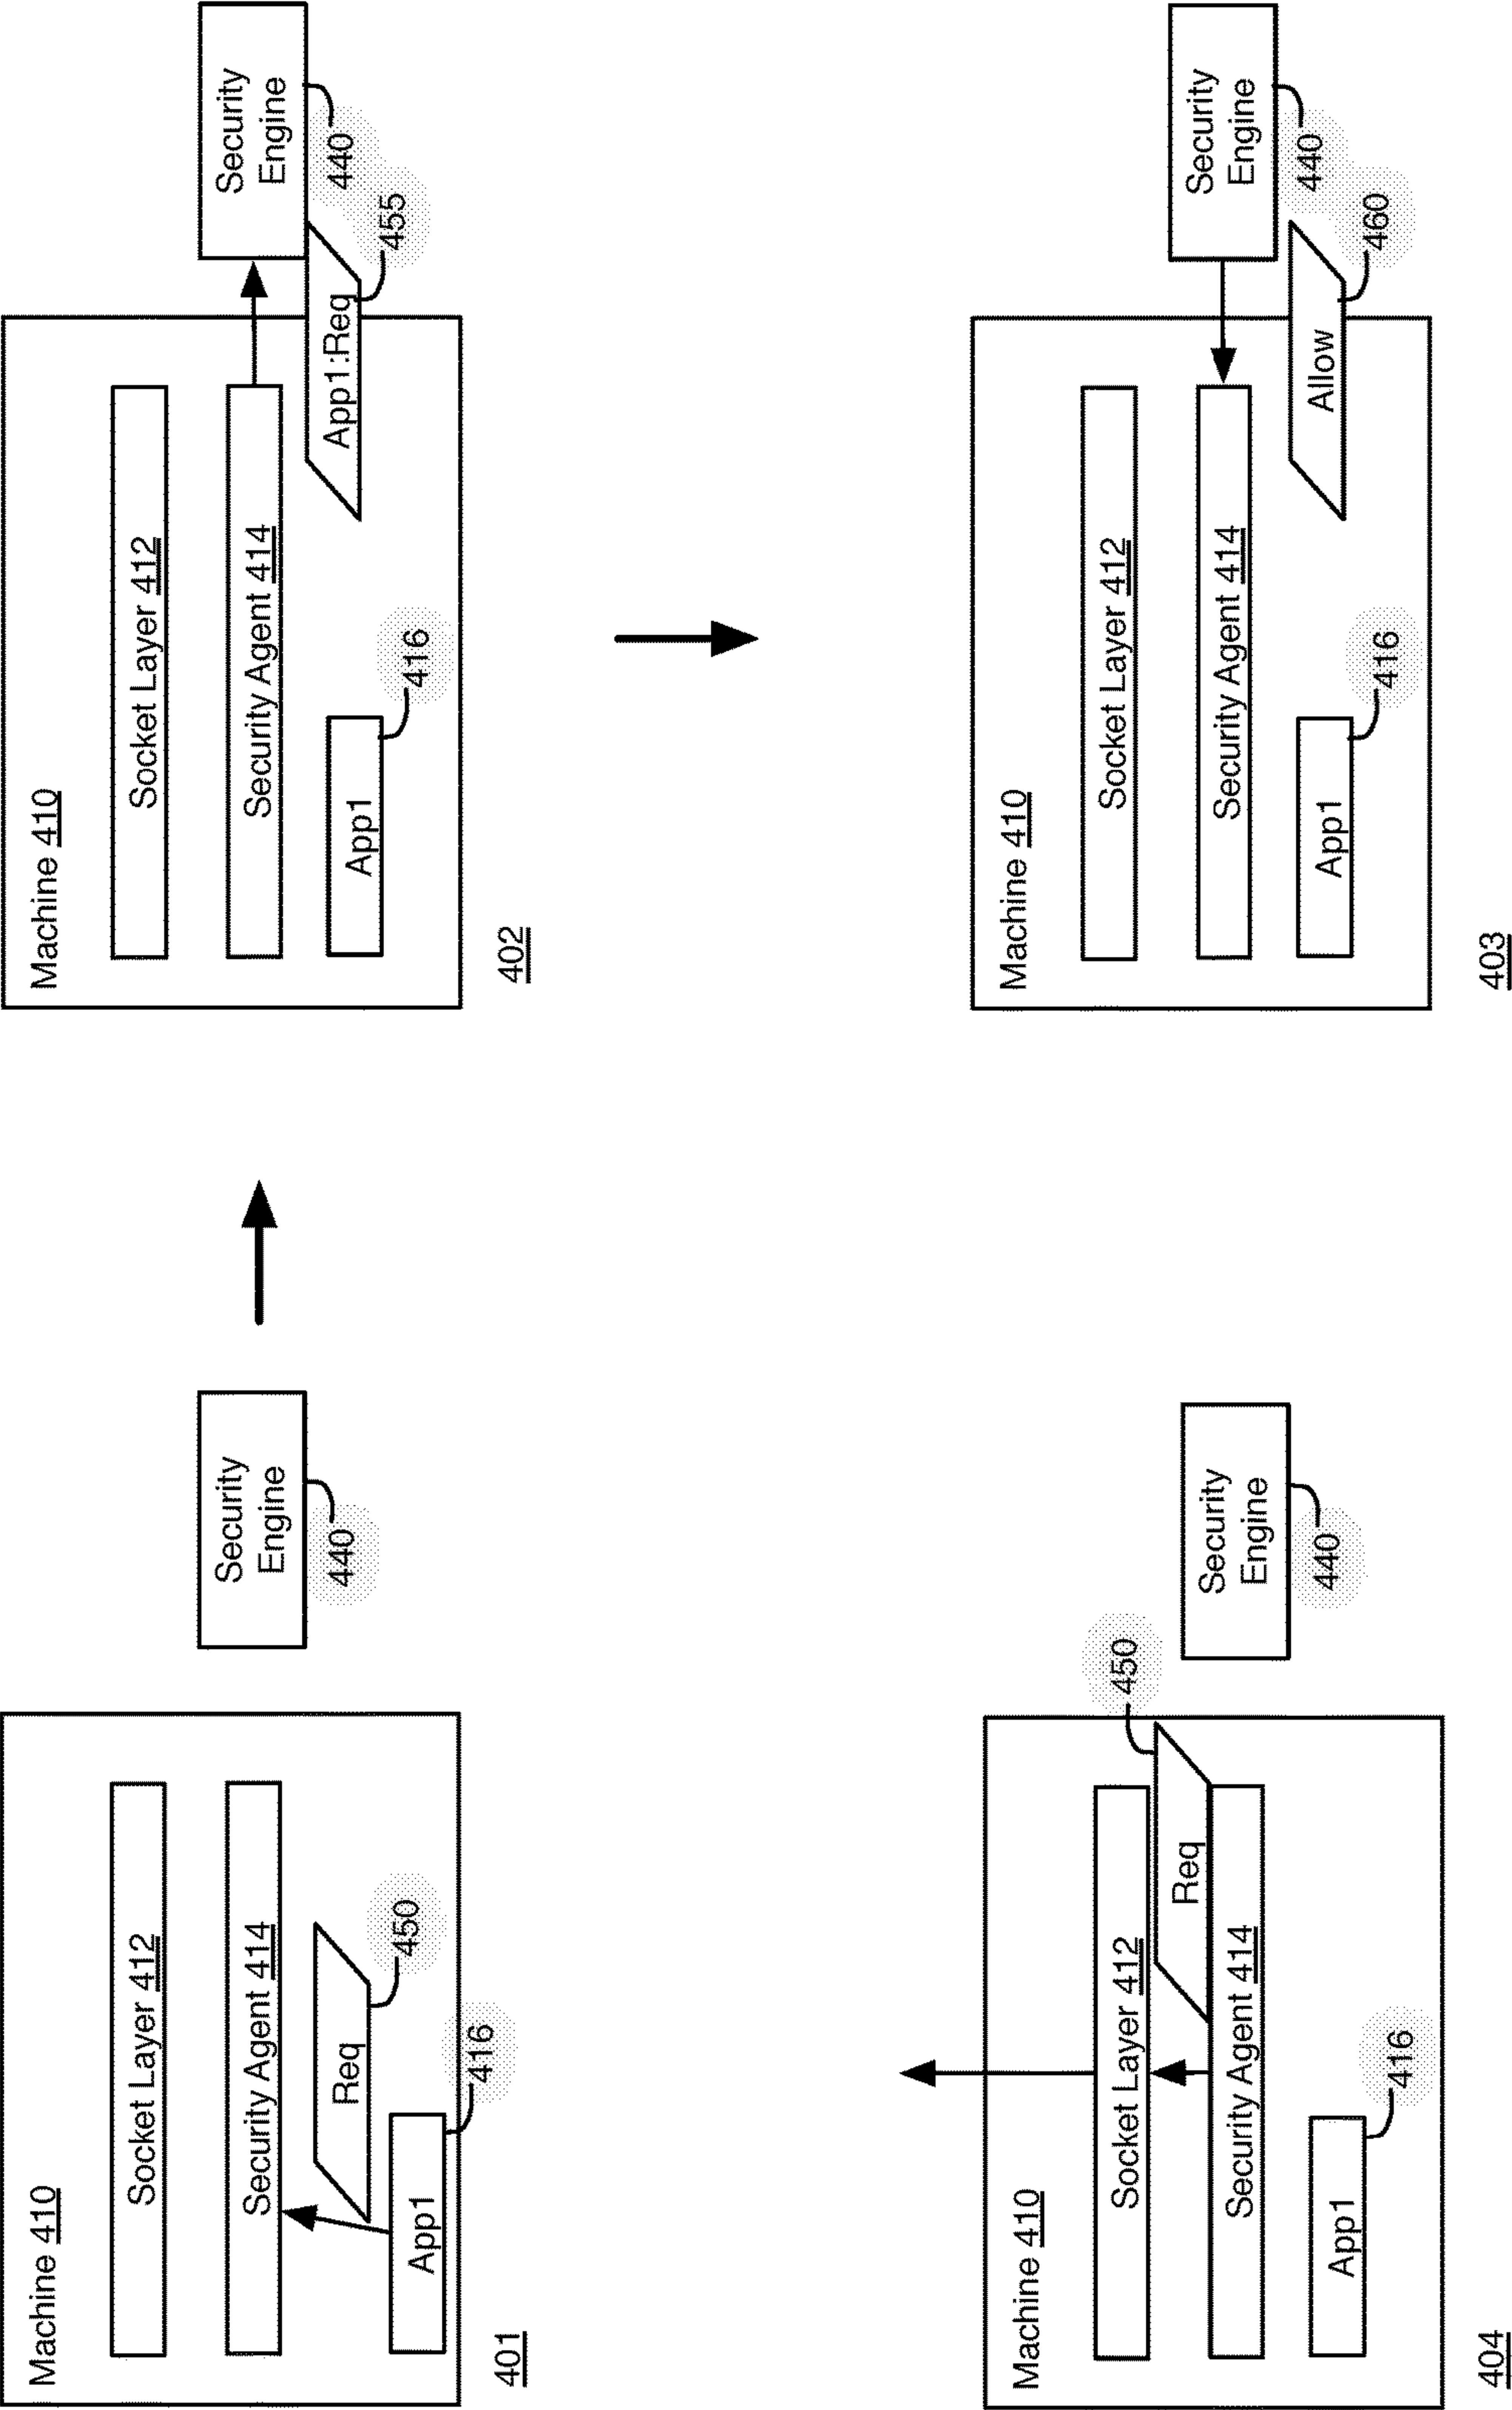 Machine 410
Socket Layer 412
Security Agent 414
Req
450
App1
416
Security
Engine
440
401
Machine 410
Socket Layer 412
Security Agent 414
App1:Req
455
App1
416
Security
Engine
440
402
Machine 410
Socket Layer 412
Security Agent 414
Allow
460
App1
416
Security
Engine
440
403
Machine 410
Socket Layer 412
450
Req
Security Agent 414
App1
416
Security
Engine
440
404